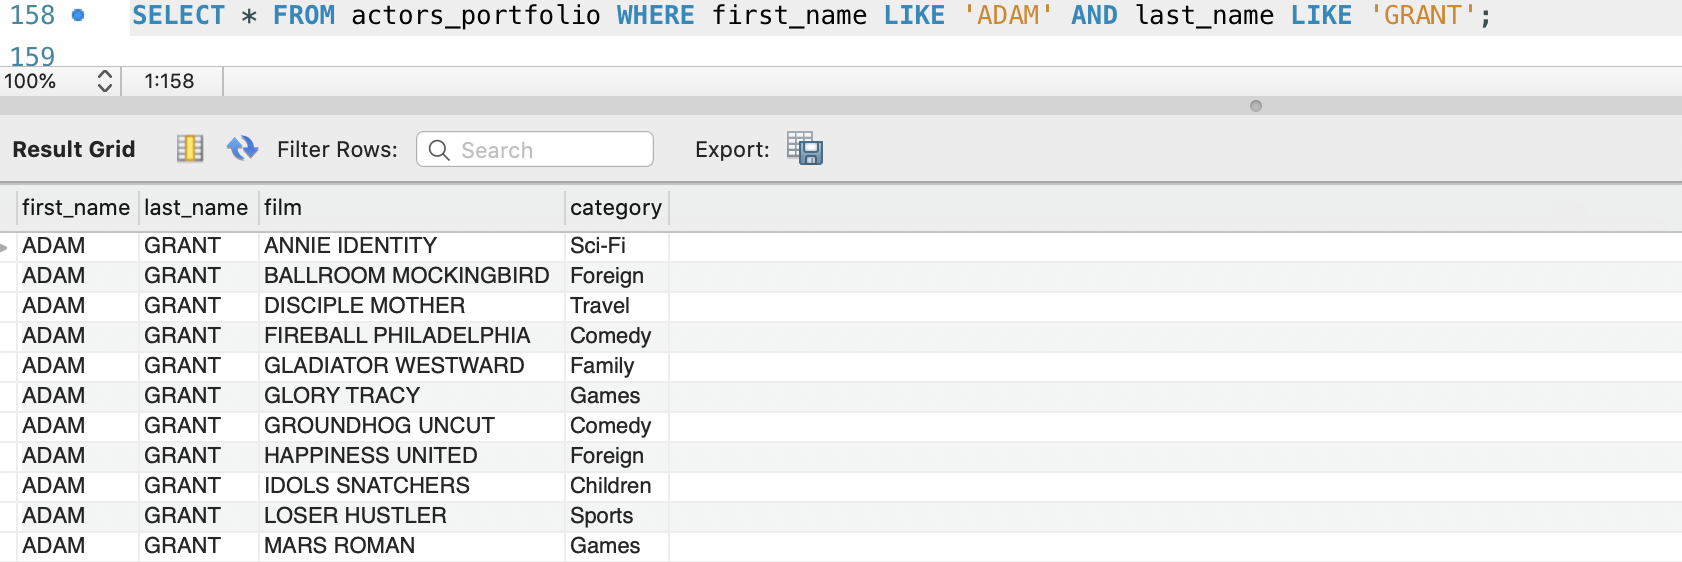 158 SELECT * FROM actors_portfolio WHERE first_name LIKE 'ADAM' AND last_name LIKE 'GRANT';
159
100% 1:158
Result Grid Filter Rows: Search Export:
first_name last_name film category
ADAM GRANT ANNIE IDENTITY Sci-Fi
ADAM GRANT BALLROOM MOCKINGBIRD Foreign
ADAM GRANT DISCIPLE MOTHER Travel
ADAM GRANT FIREBALL PHILADELPHIA Comedy
ADAM GRANT GLADIATOR WESTWARD Family
ADAM GRANT GLORY TRACY Games
ADAM GRANT GROUNDHOG UNCUT Comedy
ADAM GRANT HAPPINESS UNITED Foreign
ADAM GRANT IDOLS SNATCHERS Children
ADAM GRANT LOSER HUSTLER Sports
ADAM GRANT MARS ROMAN Games